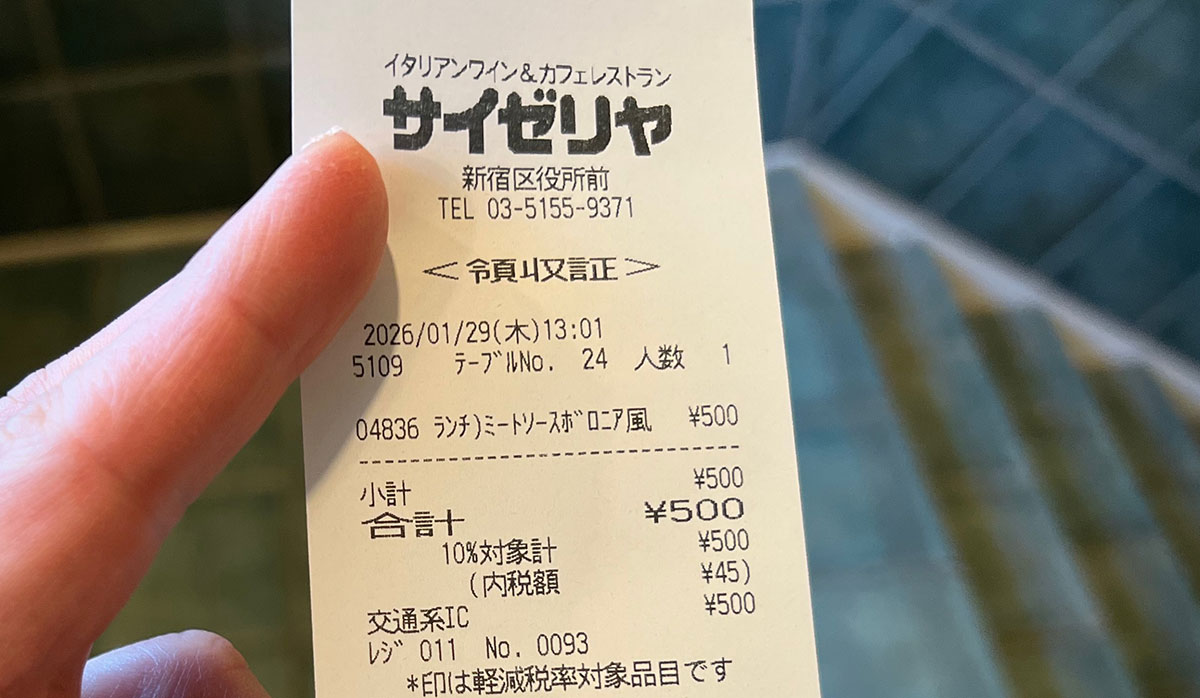 イタリアンワイン&カフェレストラン
サイゼリヤ
新宿区役所前
TEL 03-5155-9371
<領収証>
2026/01/29(木)13:01
5109 ﾃｰﾌﾞﾙNo. 24 人数 1
04836 ﾗﾝﾁ)ﾐｰﾄｿｰｽﾎﾞﾛﾆｱ風 ¥500
小計 ¥500
合計 ¥500
10%対象計 ¥500
(内税額 ¥45)
交通系IC ¥500
ﾚｼﾞ 011 No. 0093
*印は軽減税率対象品目です